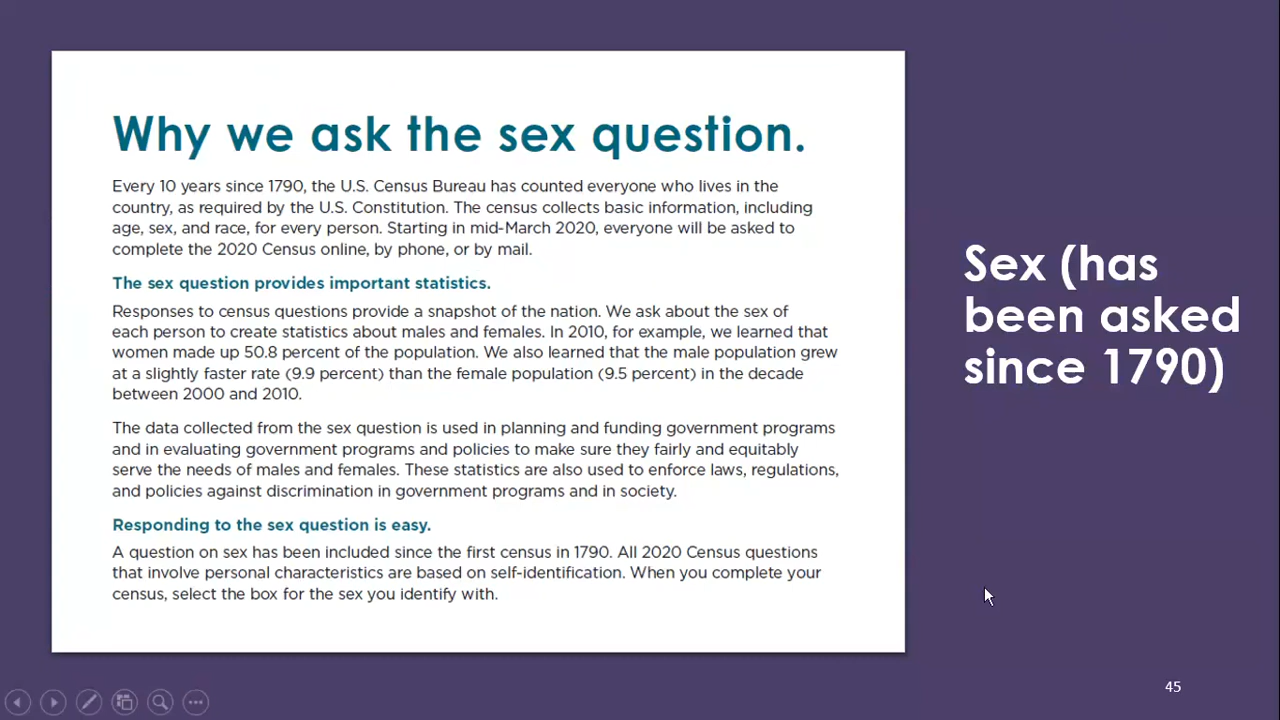 Why we ask the sex question.
Every 10 years since 1790, the U.S. Census Bureau has counted everyone who lives in the
country, as required by the U.S. Constitution. The census collects basic information, including
age, sex, and race, for every person. Starting in mid-March 2020, everyone will be asked to
complete the 2020 Census online, by phone, or by mail.
The sex question provides important statistics.
Responses to census questions provide a snapshot of the nation. We ask about the sex of
each person to create statistics about males and females. In 2010, for example, we learned that
women made up 50.8 percent of the population. We also learned that the male population grew
at a slightly faster rate (9.9 percent) than the female population (9.5 percent) in the decade
between 2000 and 2010.
The data collected from the sex question is used in planning and funding government programs
and in evaluating government programs and policies to make sure they fairly and equitably
serve the needs of males and females. These statistics are also used to enforce laws, regulations,
and policies against discrimination in government programs and in society.
Responding to the sex question is easy.
A question on sex has been included since the first census in 1790. All 2020 Census questions
that involve personal characteristics are based on self-identification. When you complete your
census, select the box for the sex you identify with.
Sex (has
been asked
since 1790)
45